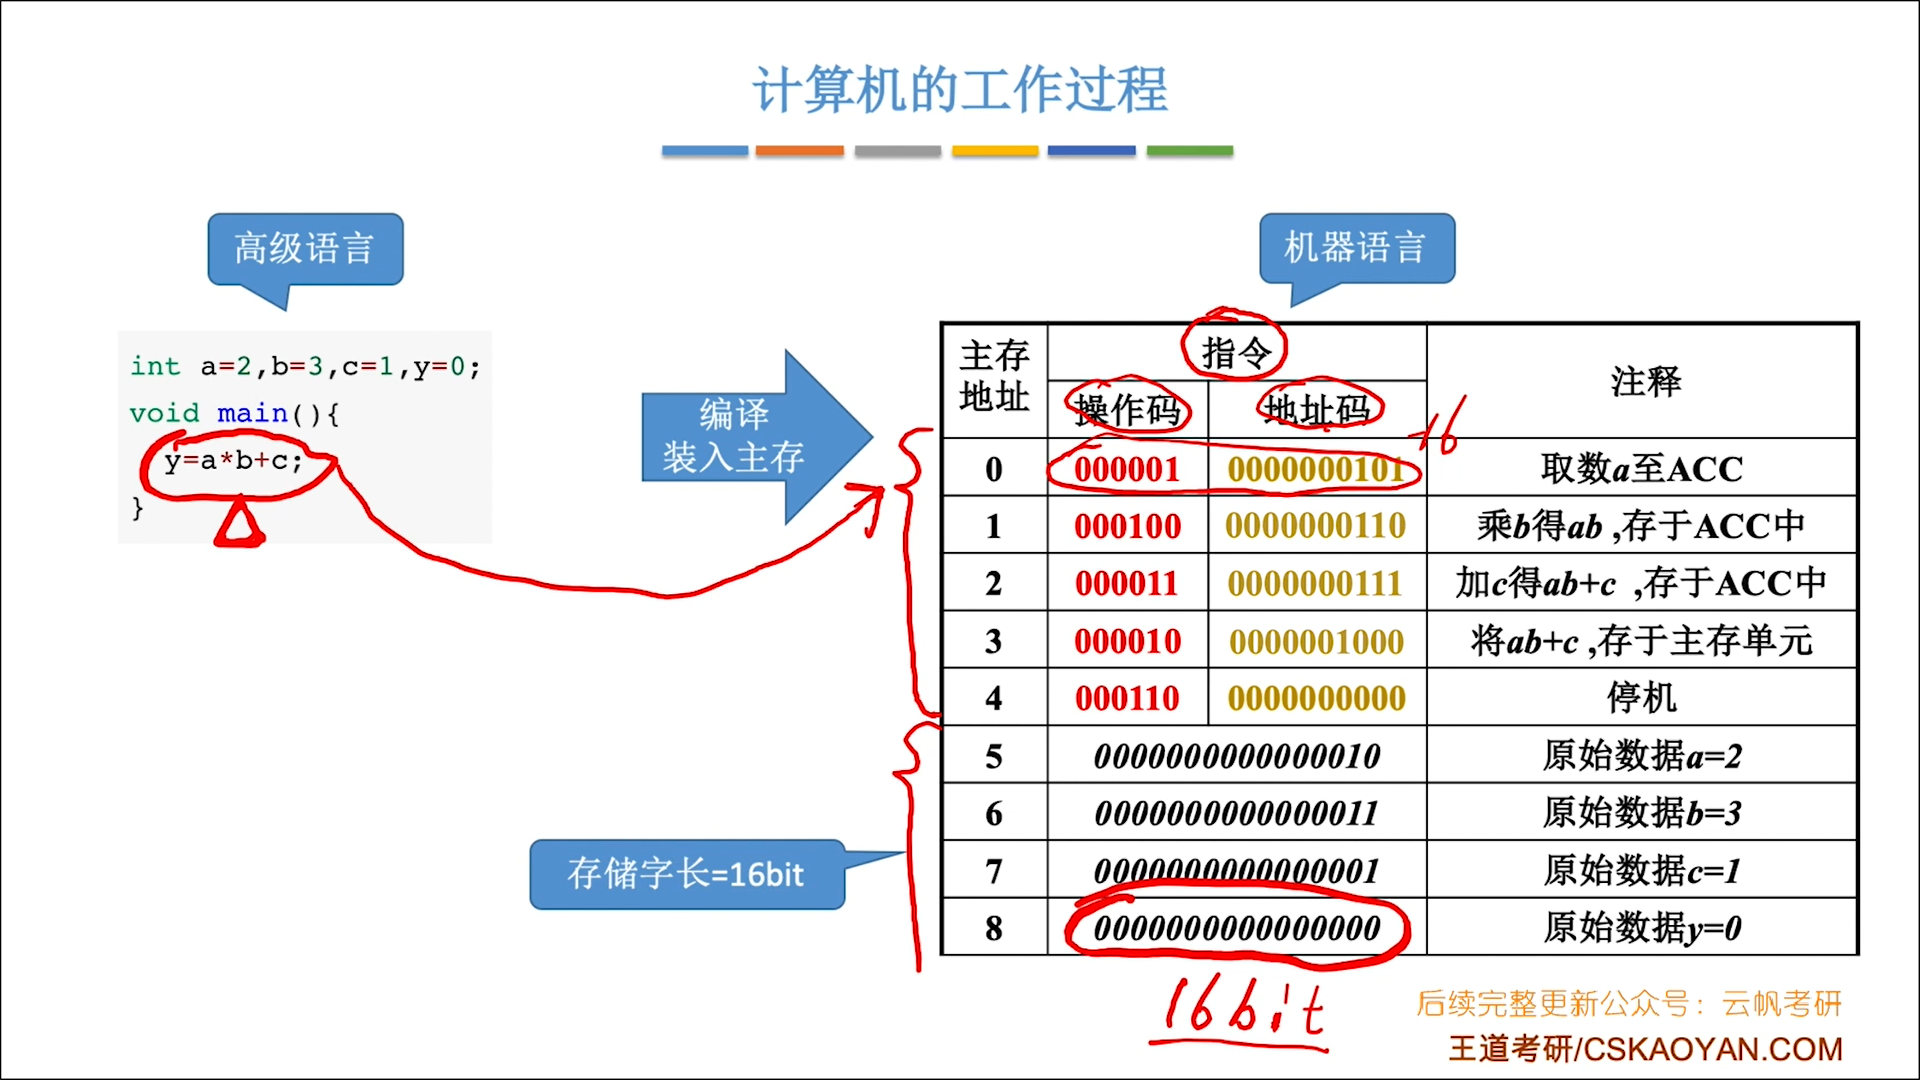 计算机的工作过程
高级语言
int a=2,b=3,c=1,y=0;
void main(){
y=a*b+c;
}
编译
装入主存
存储字长=16bit
机器语言
主存地址 指令 注释
操作码 地址码
16
0 000001 0000000101 取数a至ACC
1 000100 0000000110 乘b得ab ,存于ACC中
2 000011 0000000111 加c得ab+c ,存于ACC中
3 000010 0000001000 将ab+c ,存于主存单元
4 000110 0000000000 停机
5 0000000000000010 原始数据a=2
6 0000000000000011 原始数据b=3
7 0000000000000001 原始数据c=1
8 0000000000000000 原始数据y=0
16bit
后续完整更新公众号：云帆考研
王道考研/CSKAOYAN.COM